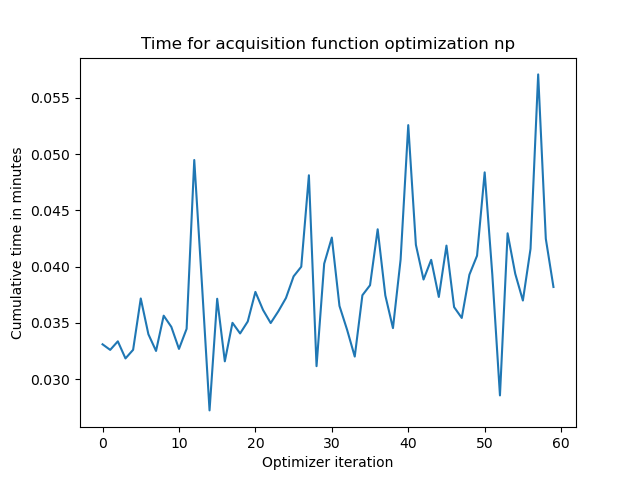 Time for acquisition function optimization np
0.055
0.050
0.045
0.040
0.035
0.030
Cumulative time in minutes
0 10 20 30 40 50 60
Optimizer iteration